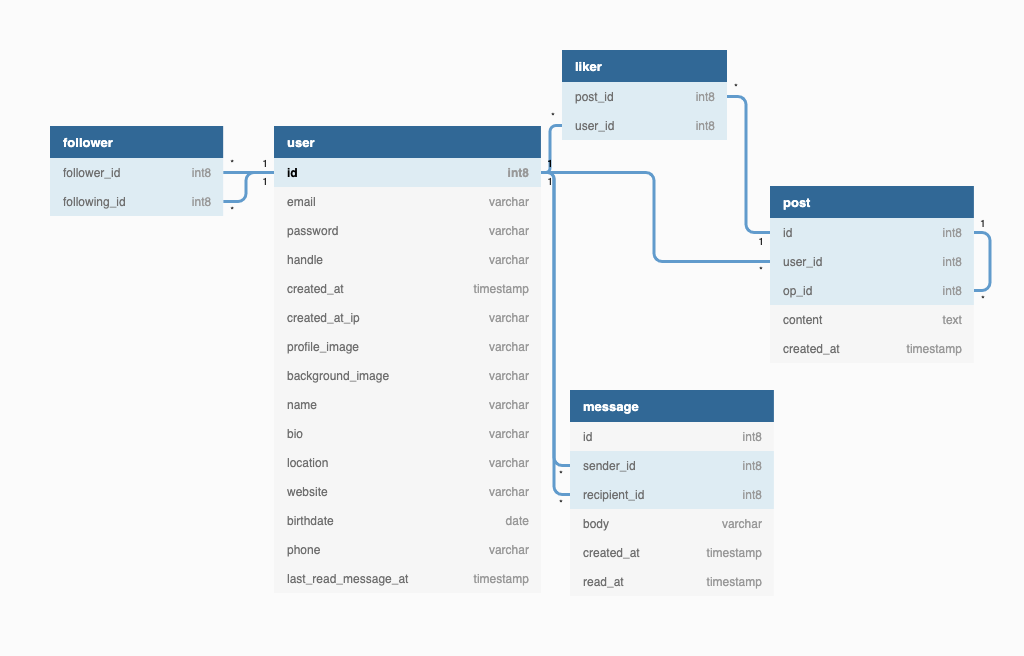 liker
post_id int8
user_id int8
*
*
follower
follower_id int8
following_id int8
*
*
1
1
user
id int8
email varchar
password varchar
handle varchar
created_at timestamp
created_at_ip varchar
profile_image varchar
background_image varchar
name varchar
bio varchar
location varchar
website varchar
birthdate date
phone varchar
last_read_message_at timestamp
1
1
post
id int8
user_id int8
op_id int8
content text
created_at timestamp
1
*
1
*
message
id int8
sender_id int8
recipient_id int8
body varchar
created_at timestamp
read_at timestamp
*
*